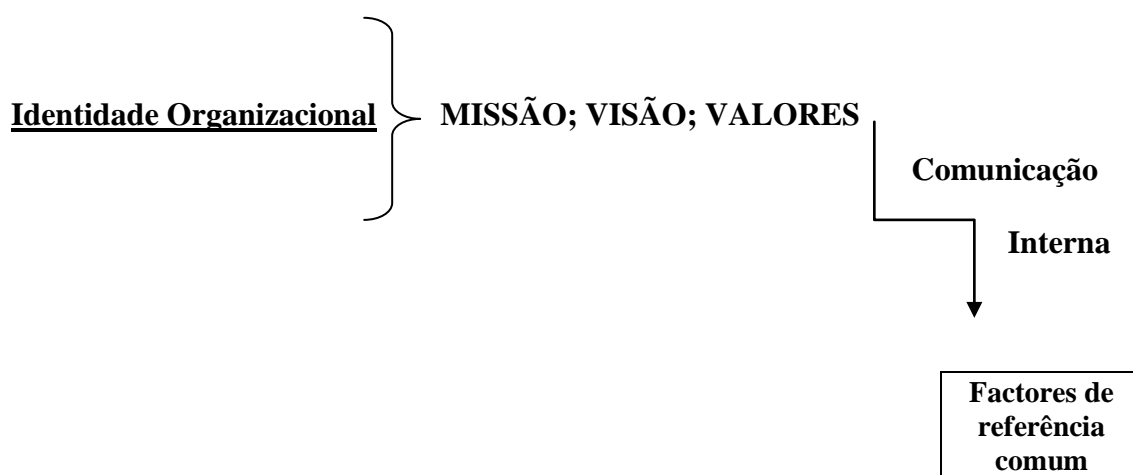 Identidade Organizacional MISSÃO; VISÃO; VALORES
Comunicação
Interna
Factores de
referência
comum